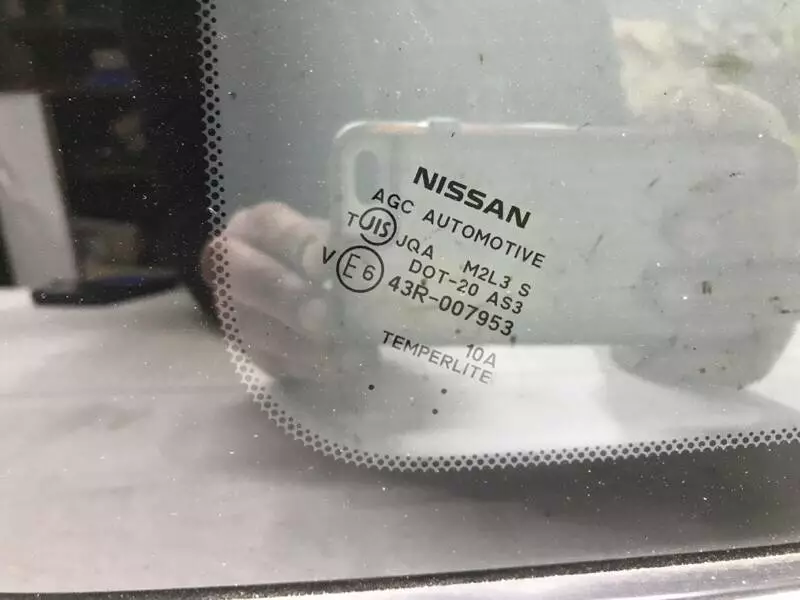 NISSAN
AGC AUTOMOTIVE
T JIS JQA M2L3 S
DOT-20 AS3
V E6 43R-007953
10A
TEMPERLITE